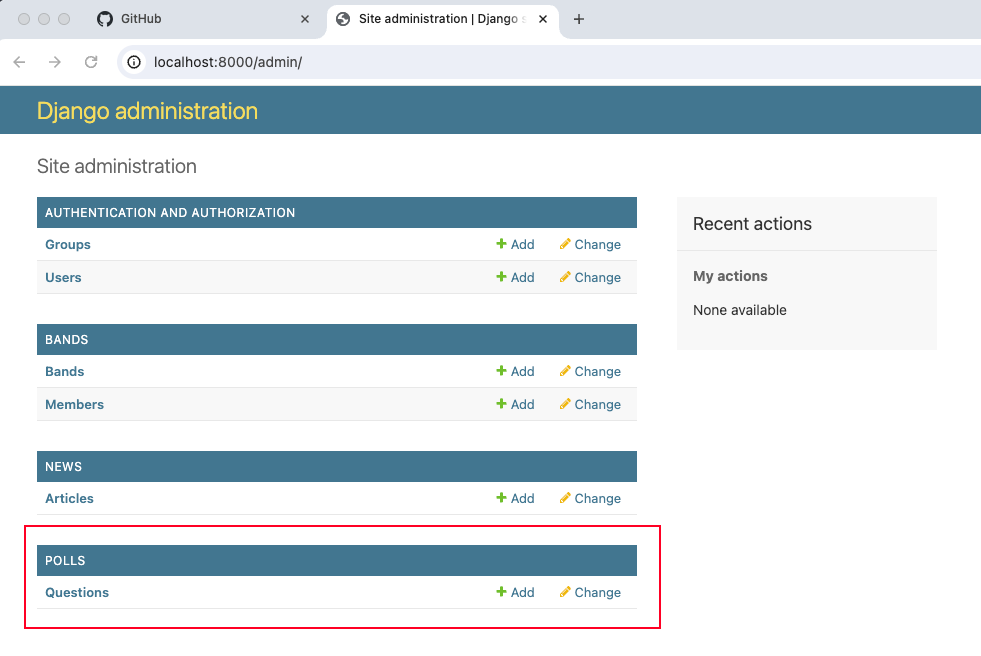 GitHub
Site administration | Django s
localhost:8000/admin/
Django administration
Site administration
AUTHENTICATION AND AUTHORIZATION
Groups Add Change
Users Add Change
BANDS
Bands Add Change
Members Add Change
NEWS
Articles Add Change
POLLS
Questions Add Change
Recent actions
My actions
None available